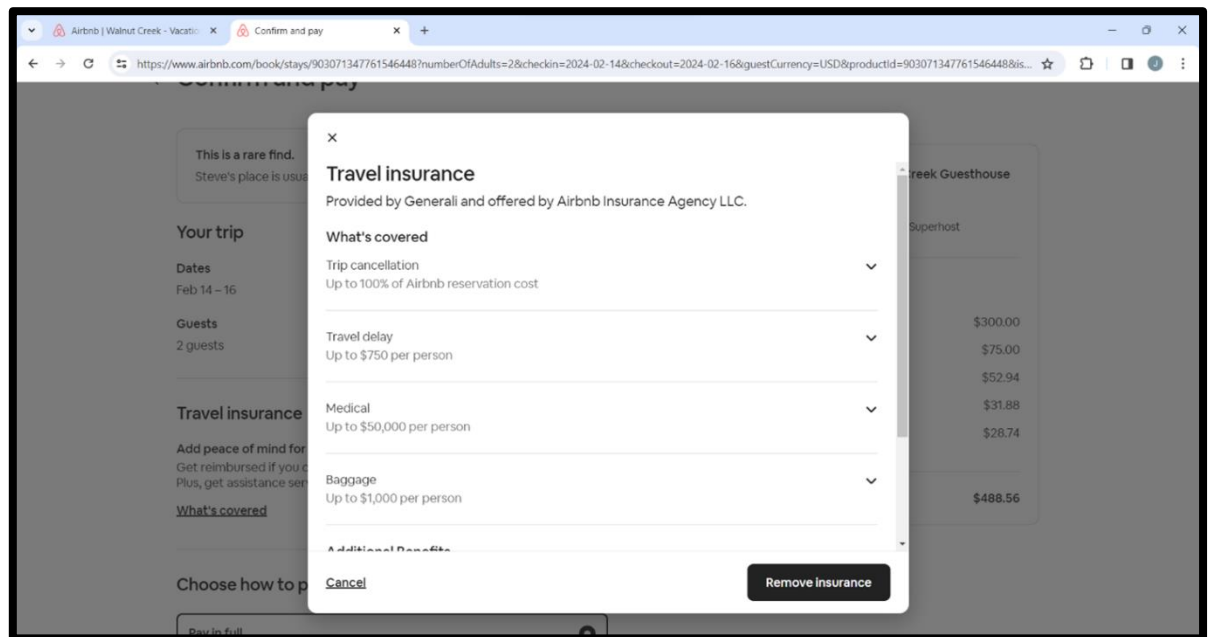 Airbnb | Walnut Creek - Vacatio
Confirm and pay
https://www.airbnb.com/book/stays/903071347761546448?numberOfAdults=2&checkin=2024-02-14&checkout=2024-02-16&guestCurrency=USD&productId=903071347761546448&is...
J
Confirm and pay
This is a rare find.
Steve's place is usua
Your trip
Dates
Feb 14 – 16
Guests
2 guests
Travel insurance
Add peace of mind for
Get reimbursed if you c
Plus, get assistance ser
What's covered
Choose how to p
Pay in full
Travel insurance
Provided by Generali and offered by Airbnb Insurance Agency LLC.
What's covered
Trip cancellation
Up to 100% of Airbnb reservation cost
Travel delay
Up to $750 per person
Medical
Up to $50,000 per person
Baggage
Up to $1,000 per person
Additional Benefits
Cancel
Remove insurance
reek Guesthouse
Superhost
$300.00
$75.00
$52.94
$31.88
$28.74
$488.56